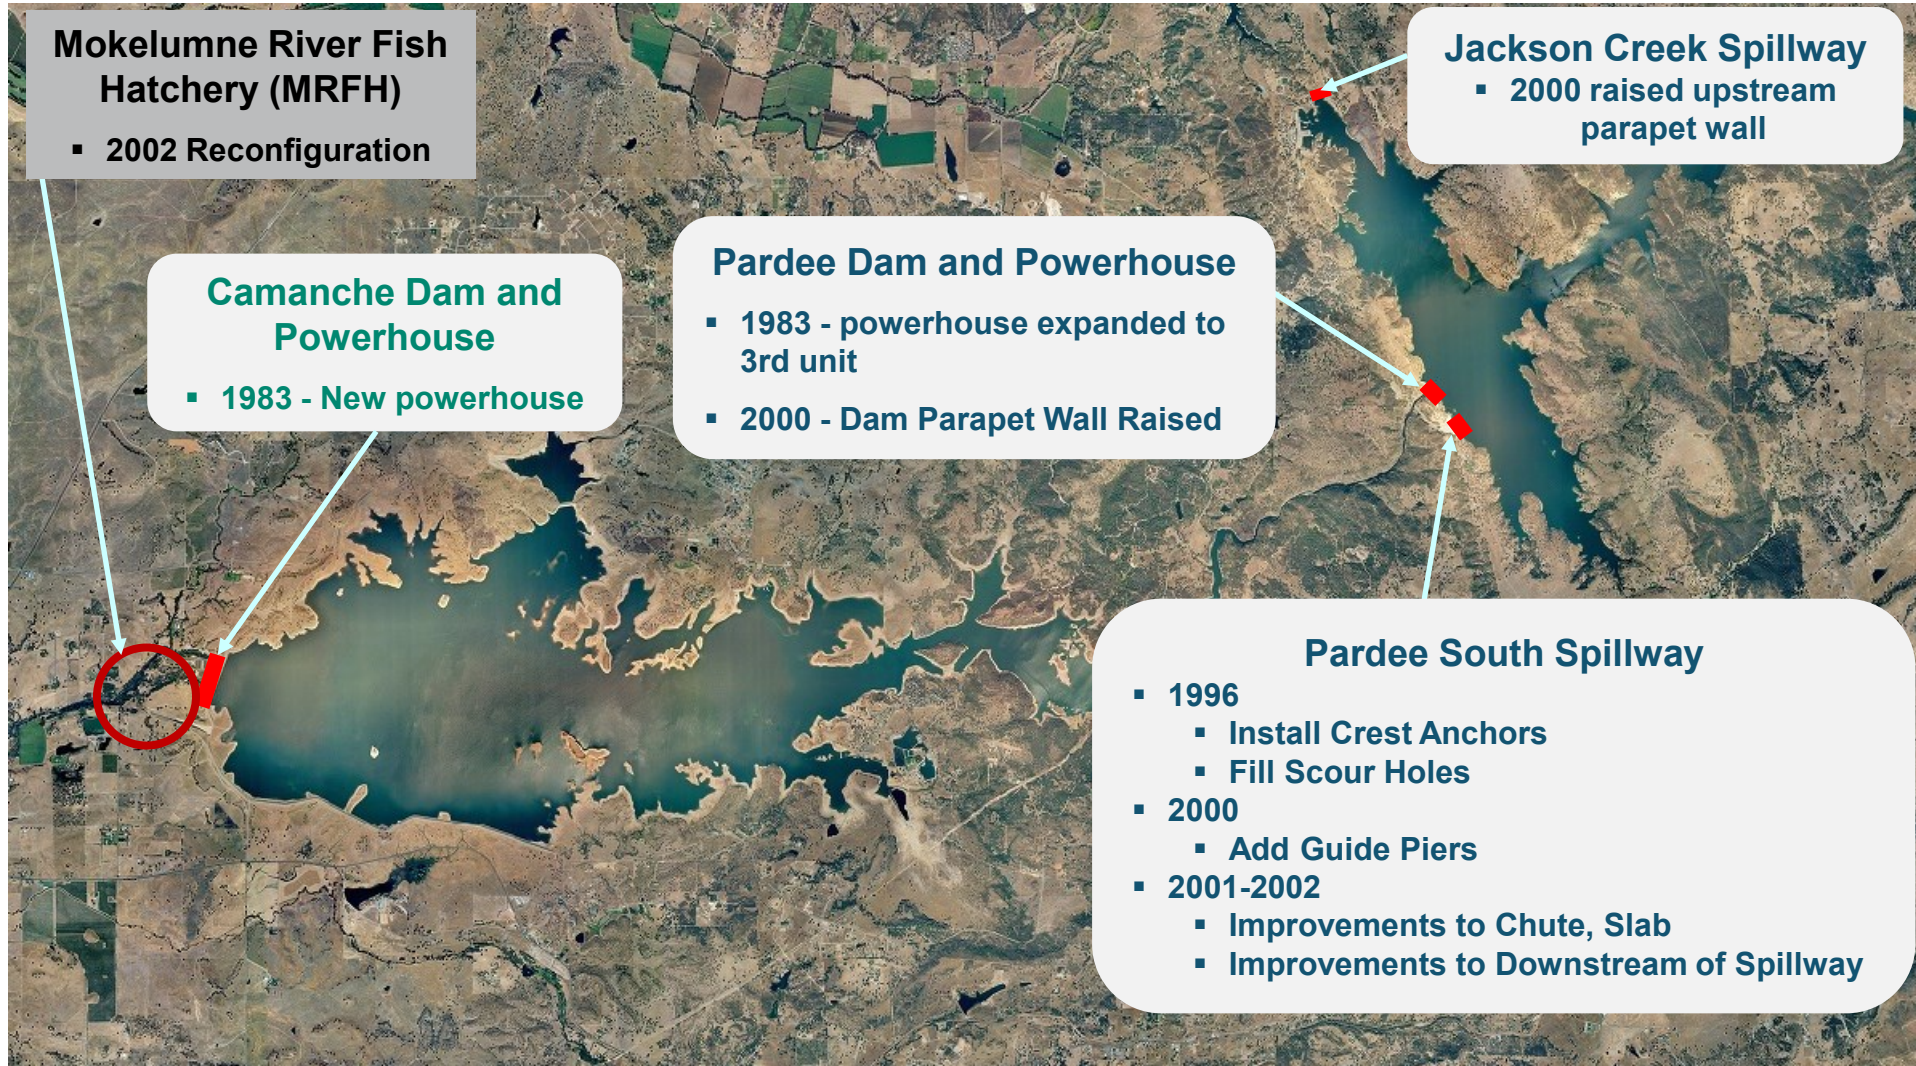 Mokelumne River Fish
Hatchery (MRFH)
▪ 2002 Reconfiguration
Jackson Creek Spillway
▪ 2000 raised upstream
parapet wall
Camanche Dam and
Powerhouse
▪ 1983 - New powerhouse
Pardee Dam and Powerhouse
▪ 1983 - powerhouse expanded to
3rd unit
▪ 2000 - Dam Parapet Wall Raised
Pardee South Spillway
▪ 1996
▪ Install Crest Anchors
▪ Fill Scour Holes
▪ 2000
▪ Add Guide Piers
▪ 2001-2002
▪ Improvements to Chute, Slab
▪ Improvements to Downstream of Spillway